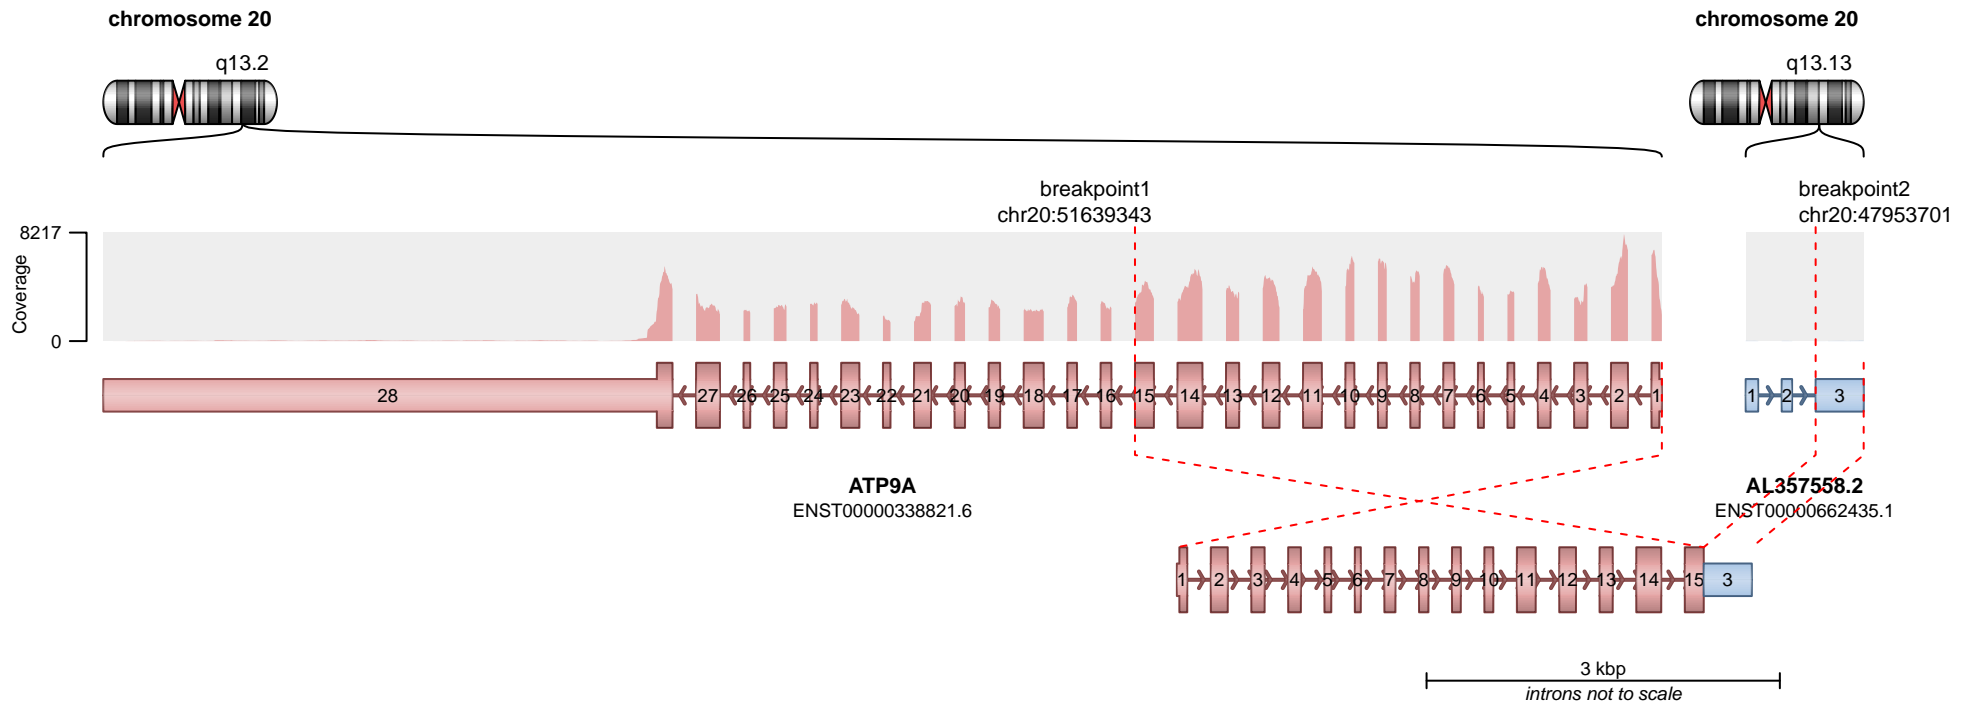 chromosome 20
chromosome 20
q13.2
q13.13
breakpoint1
chr20:51639343
breakpoint2
chr20:47953701
8217
0
Coverage
28 27 26 25 24 23 22 21 20 19 18 17 16 15 14 13 12 11 10 9 8 7 6 5 4 3 2 1
1 2 3
ATP9A
ENST00000338821.6
AL357558.2
ENST00000662435.1
1 2 3 4 5 6 7 8 9 10 11 12 13 14 15 3
3 kbp
introns not to scale